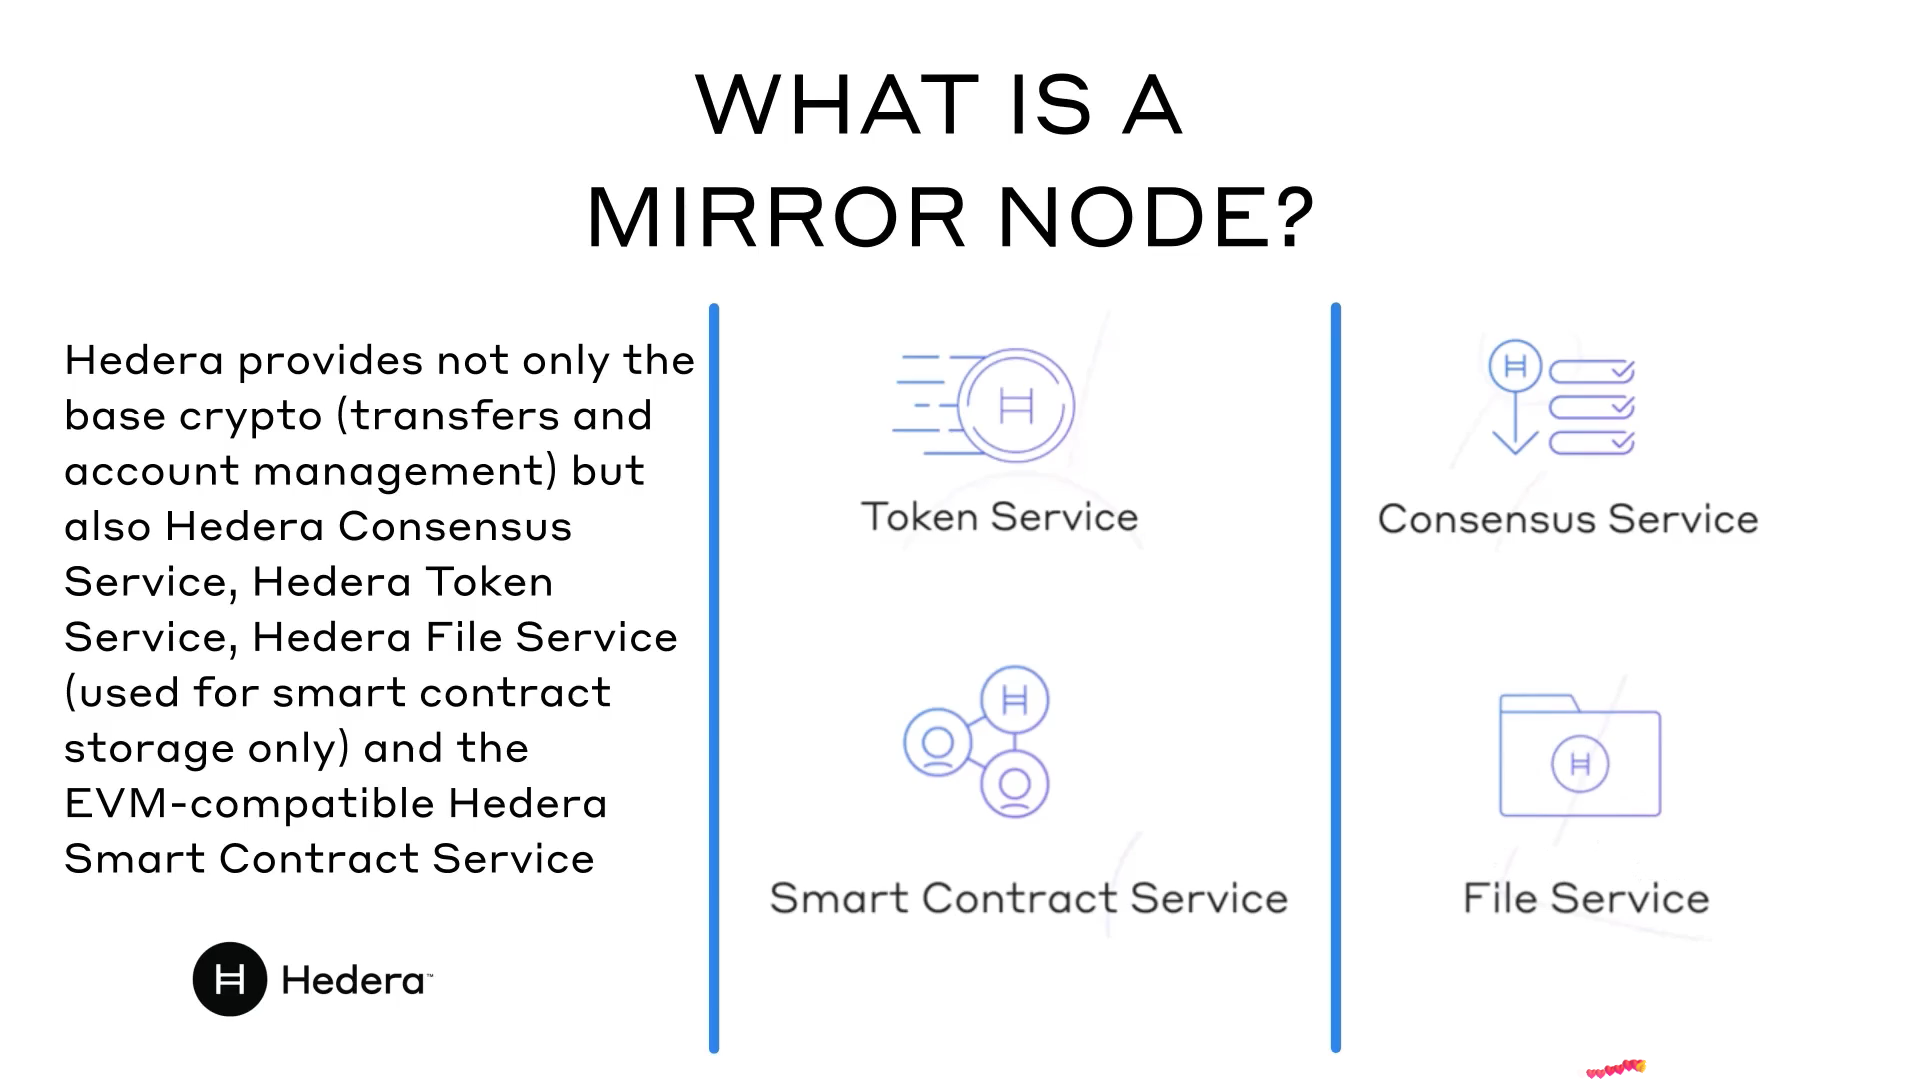 WHAT IS A
MIRROR NODE?
Hedera provides not only the
base crypto (transfers and
account management) but
also Hedera Consensus
Service, Hedera Token
Service, Hedera File Service
(used for smart contract
storage only) and the
EVM-compatible Hedera
Smart Contract Service
Hedera™
Token Service
Smart Contract Service
Consensus Service
File Service